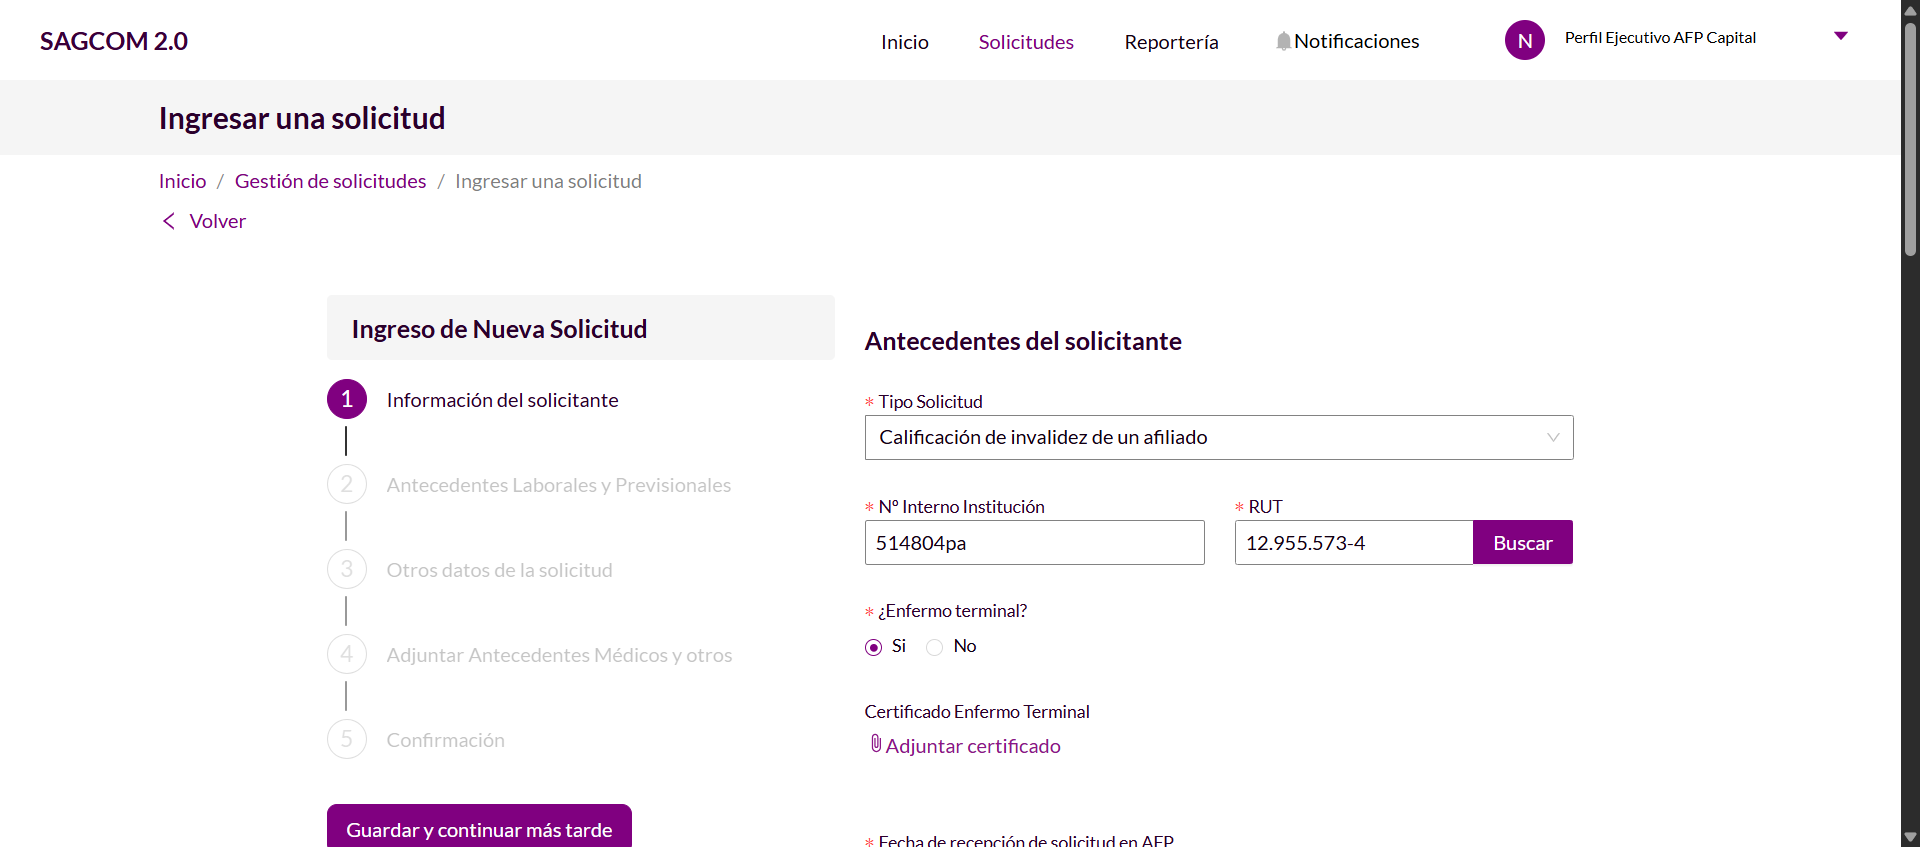 SAGCOM 2.0
Inicio
Solicitudes
Reportería
Notificaciones
N
Perfil Ejecutivo AFP Capital
Ingresar una solicitud
Inicio / Gestión de solicitudes / Ingresar una solicitud
Volver
Ingreso de Nueva Solicitud
1 Información del solicitante
2 Antecedentes Laborales y Previsionales
3 Otros datos de la solicitud
4 Adjuntar Antecedentes Médicos y otros
5 Confirmación
Guardar y continuar más tarde
Antecedentes del solicitante
* Tipo Solicitud
Calificación de invalidez de un afiliado
* Nº Interno Institución
514804pa
* RUT
12.955.573-4
Buscar
* ¿Enfermo terminal?
Si
No
Certificado Enfermo Terminal
Adjuntar certificado
* Fecha de recepción de solicitud en AFP